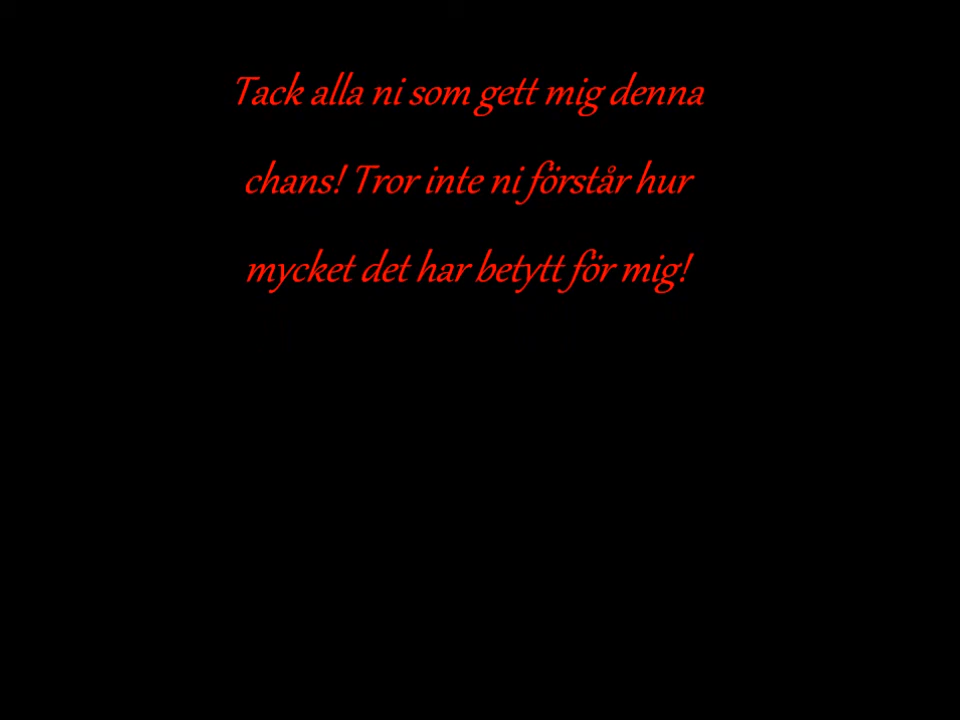 Tack alla ni som gett mig denna
chans! Tror inte ni förstår hur
mycket det har betytt för mig!